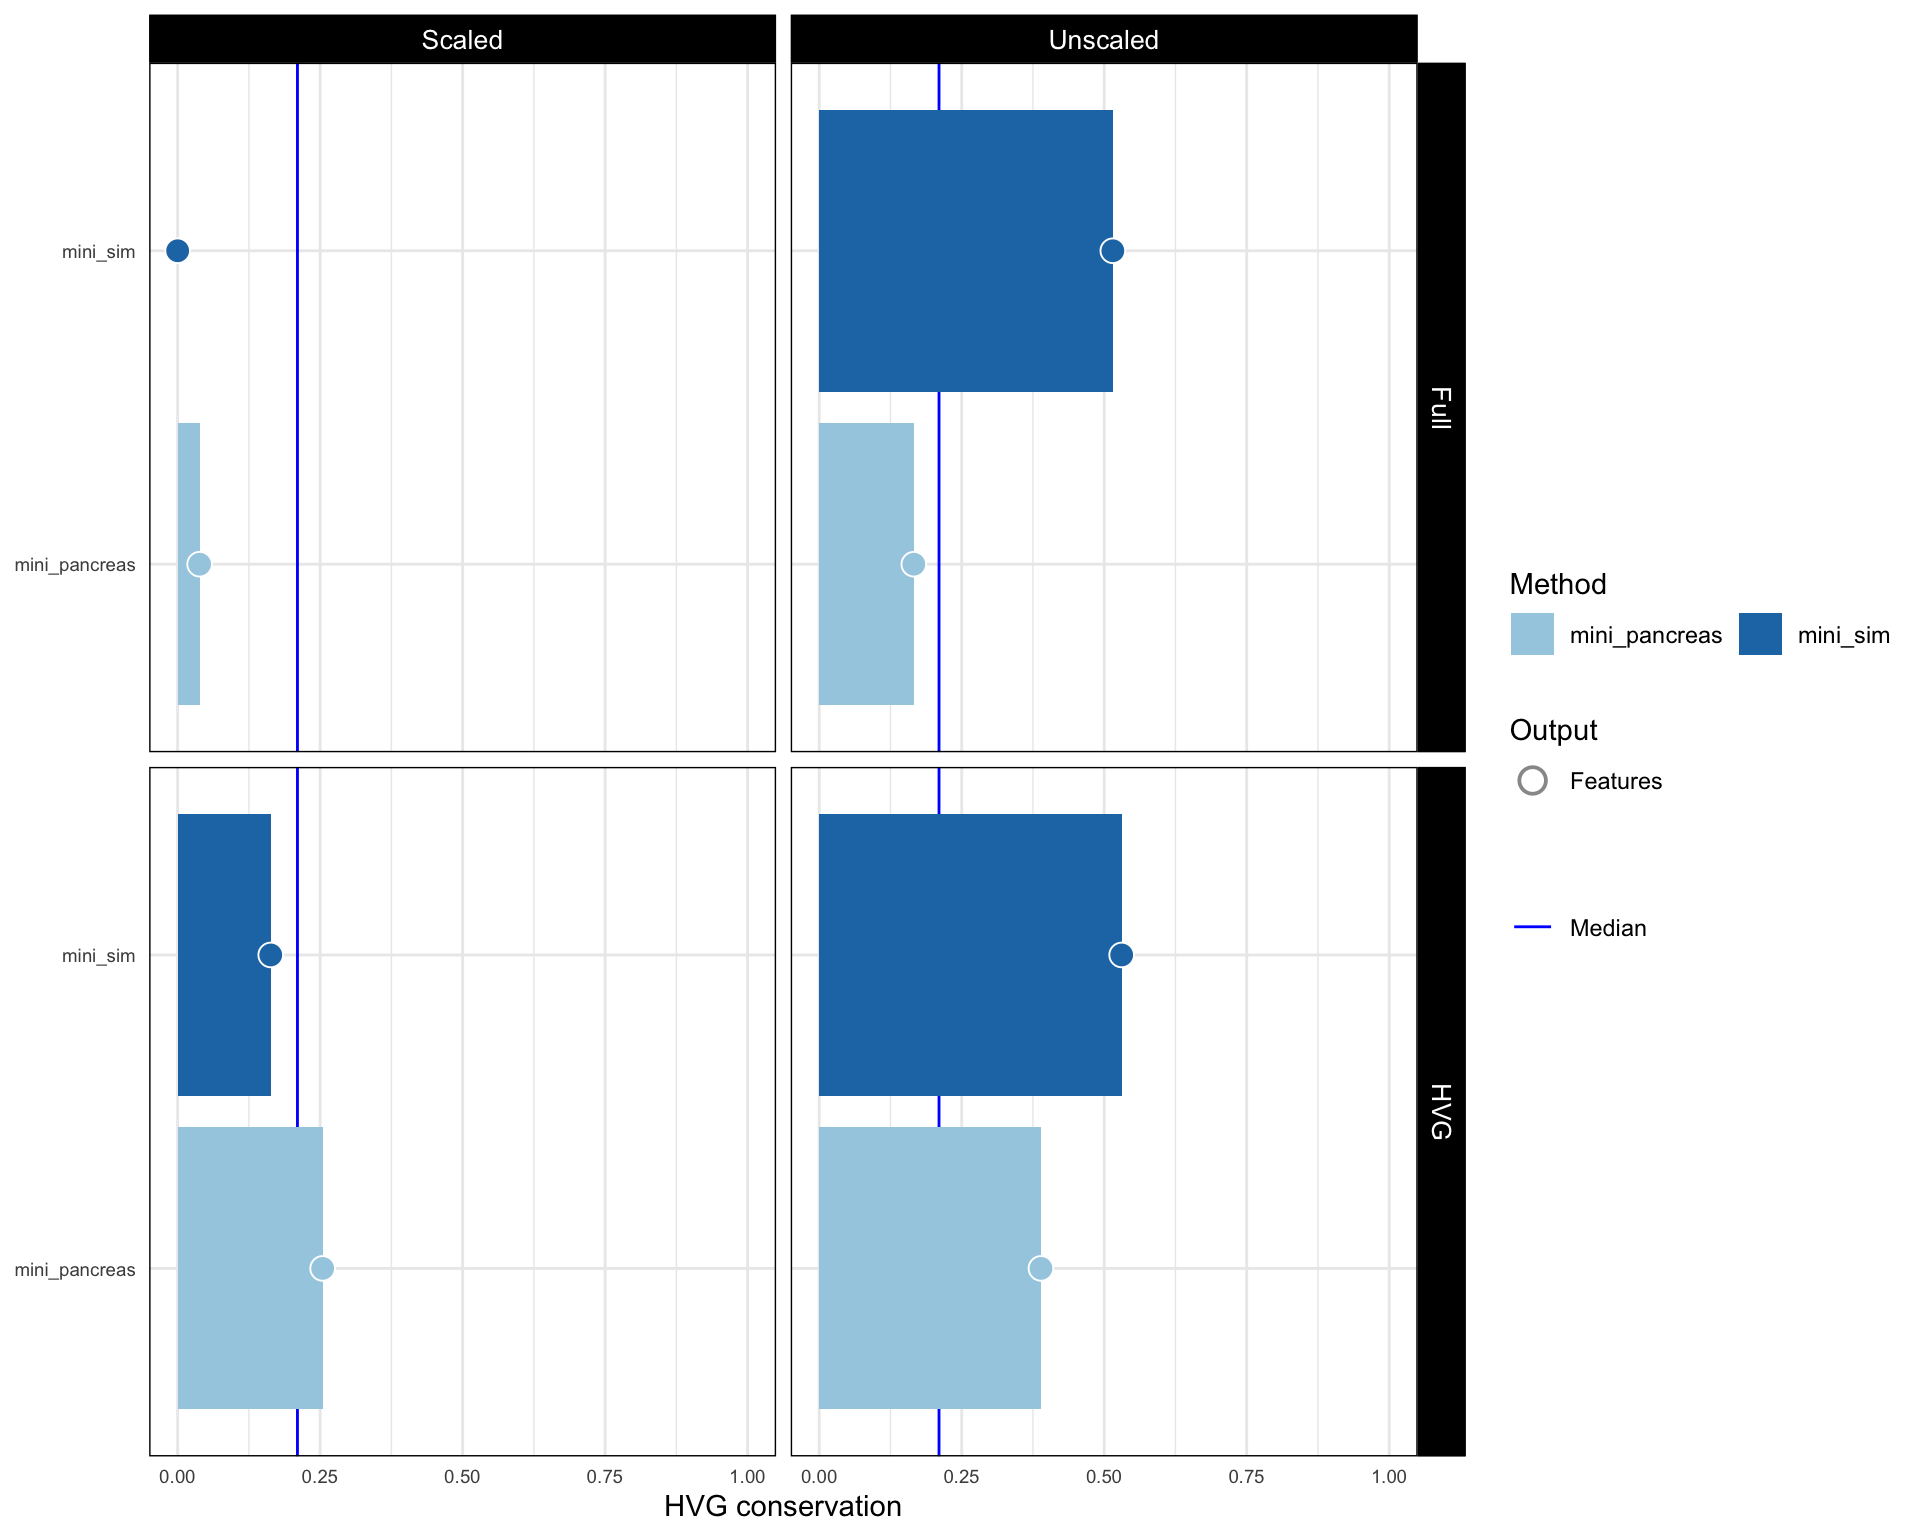 Scaled
Unscaled
mini_sim
mini_pancreas
Full
mini_sim
mini_pancreas
HVG
0.00 0.25 0.50 0.75 1.00
0.00 0.25 0.50 0.75 1.00
HVG conservation
Method
mini_pancreas mini_sim
Output
Features
Median